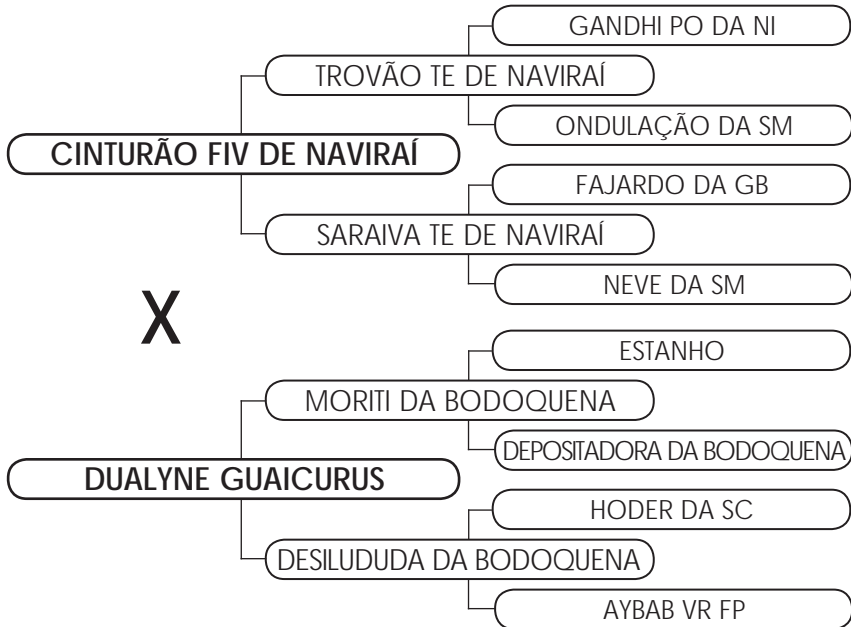 GANDHI PO DA NI
TROVÃO TE DE NAVIRAÍ
ONDULAÇÃO DA SM
CINTURÃO FIV DE NAVIRAÍ
FAJARDO DA GB
SARAIVA TE DE NAVIRAÍ
NEVE DA SM
X
ESTANHO
MORITI DA BODOQUENA
DEPOSITADORA DA BODOQUENA
DUALYNE GUAICURUS
HODER DA SC
DESILUDUDA DA BODOQUENA
AYBAB VR FP